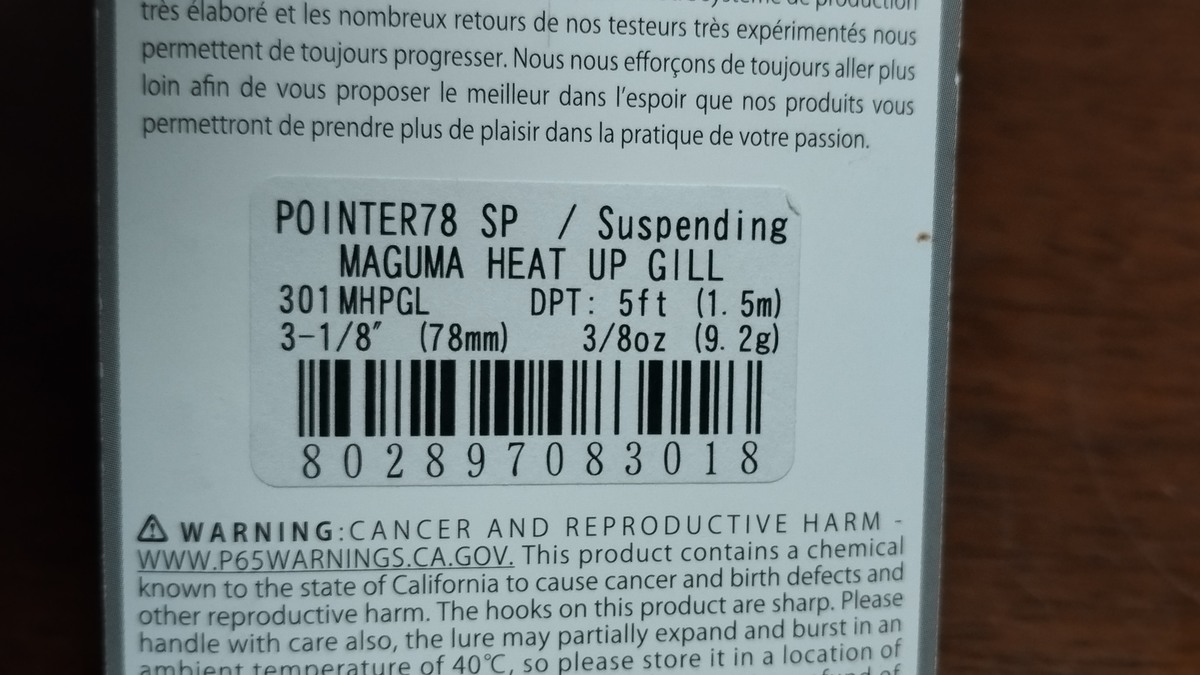 de production
très élaboré et les nombreux retours de nos testeurs très expérimentés nous
permettent de toujours progresser. Nous nous efforçons de toujours aller plus
loin afin de vous proposer le meilleur dans l'espoir que nos produits vous
permettront de prendre plus de plaisir dans la pratique de votre passion.
POINTER78 SP / Suspending
MAGUMA HEAT UP GILL
301MHPGL DPT: 5ft (1.5m)
3-1/8″ (78mm) 3/8oz (9.2g)
802897083018
⚠ WARNING:CANCER AND REPRODUCTIVE HARM -
WWW.P65WARNINGS.CA.GOV. This product contains a chemical
known to the state of California to cause cancer and birth defects and
other reproductive harm. The hooks on this product are sharp. Please
handle with care also, the lure may partially expand and burst in an
ambient temperature of 40℃, so please store it in a location of